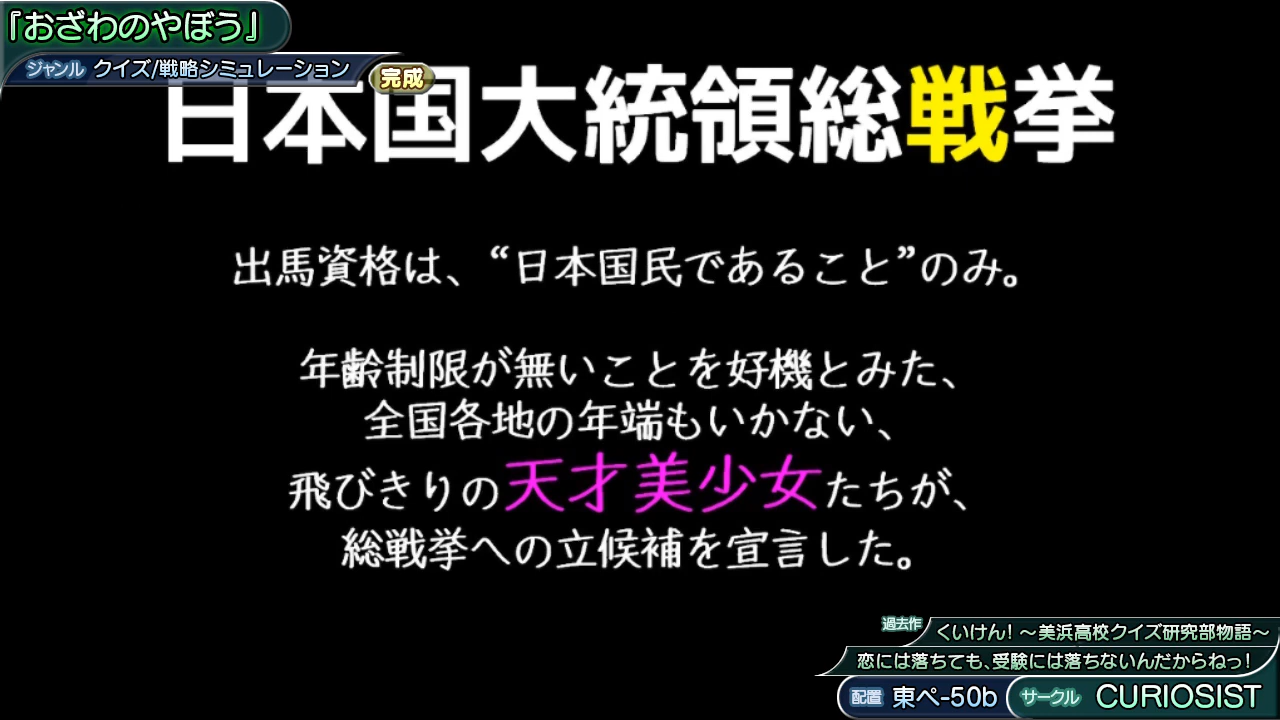 『おざわのやぼう』
ジャンル クイズ/戦略シミュレーション 完成
日本国大統領総戦挙
出馬資格は、“日本国民であること”のみ。
年齢制限が無いことを好機とみた、
全国各地の年端もいかない、
飛びきりの天才美少女たちが、
総戦挙への立候補を宣言した。
過去作 くいけん!～美浜高校クイズ研究部物語～
恋には落ちても、受験には落ちないんだからねっ!
配置 東ペ-50b サークル CURIOSIST